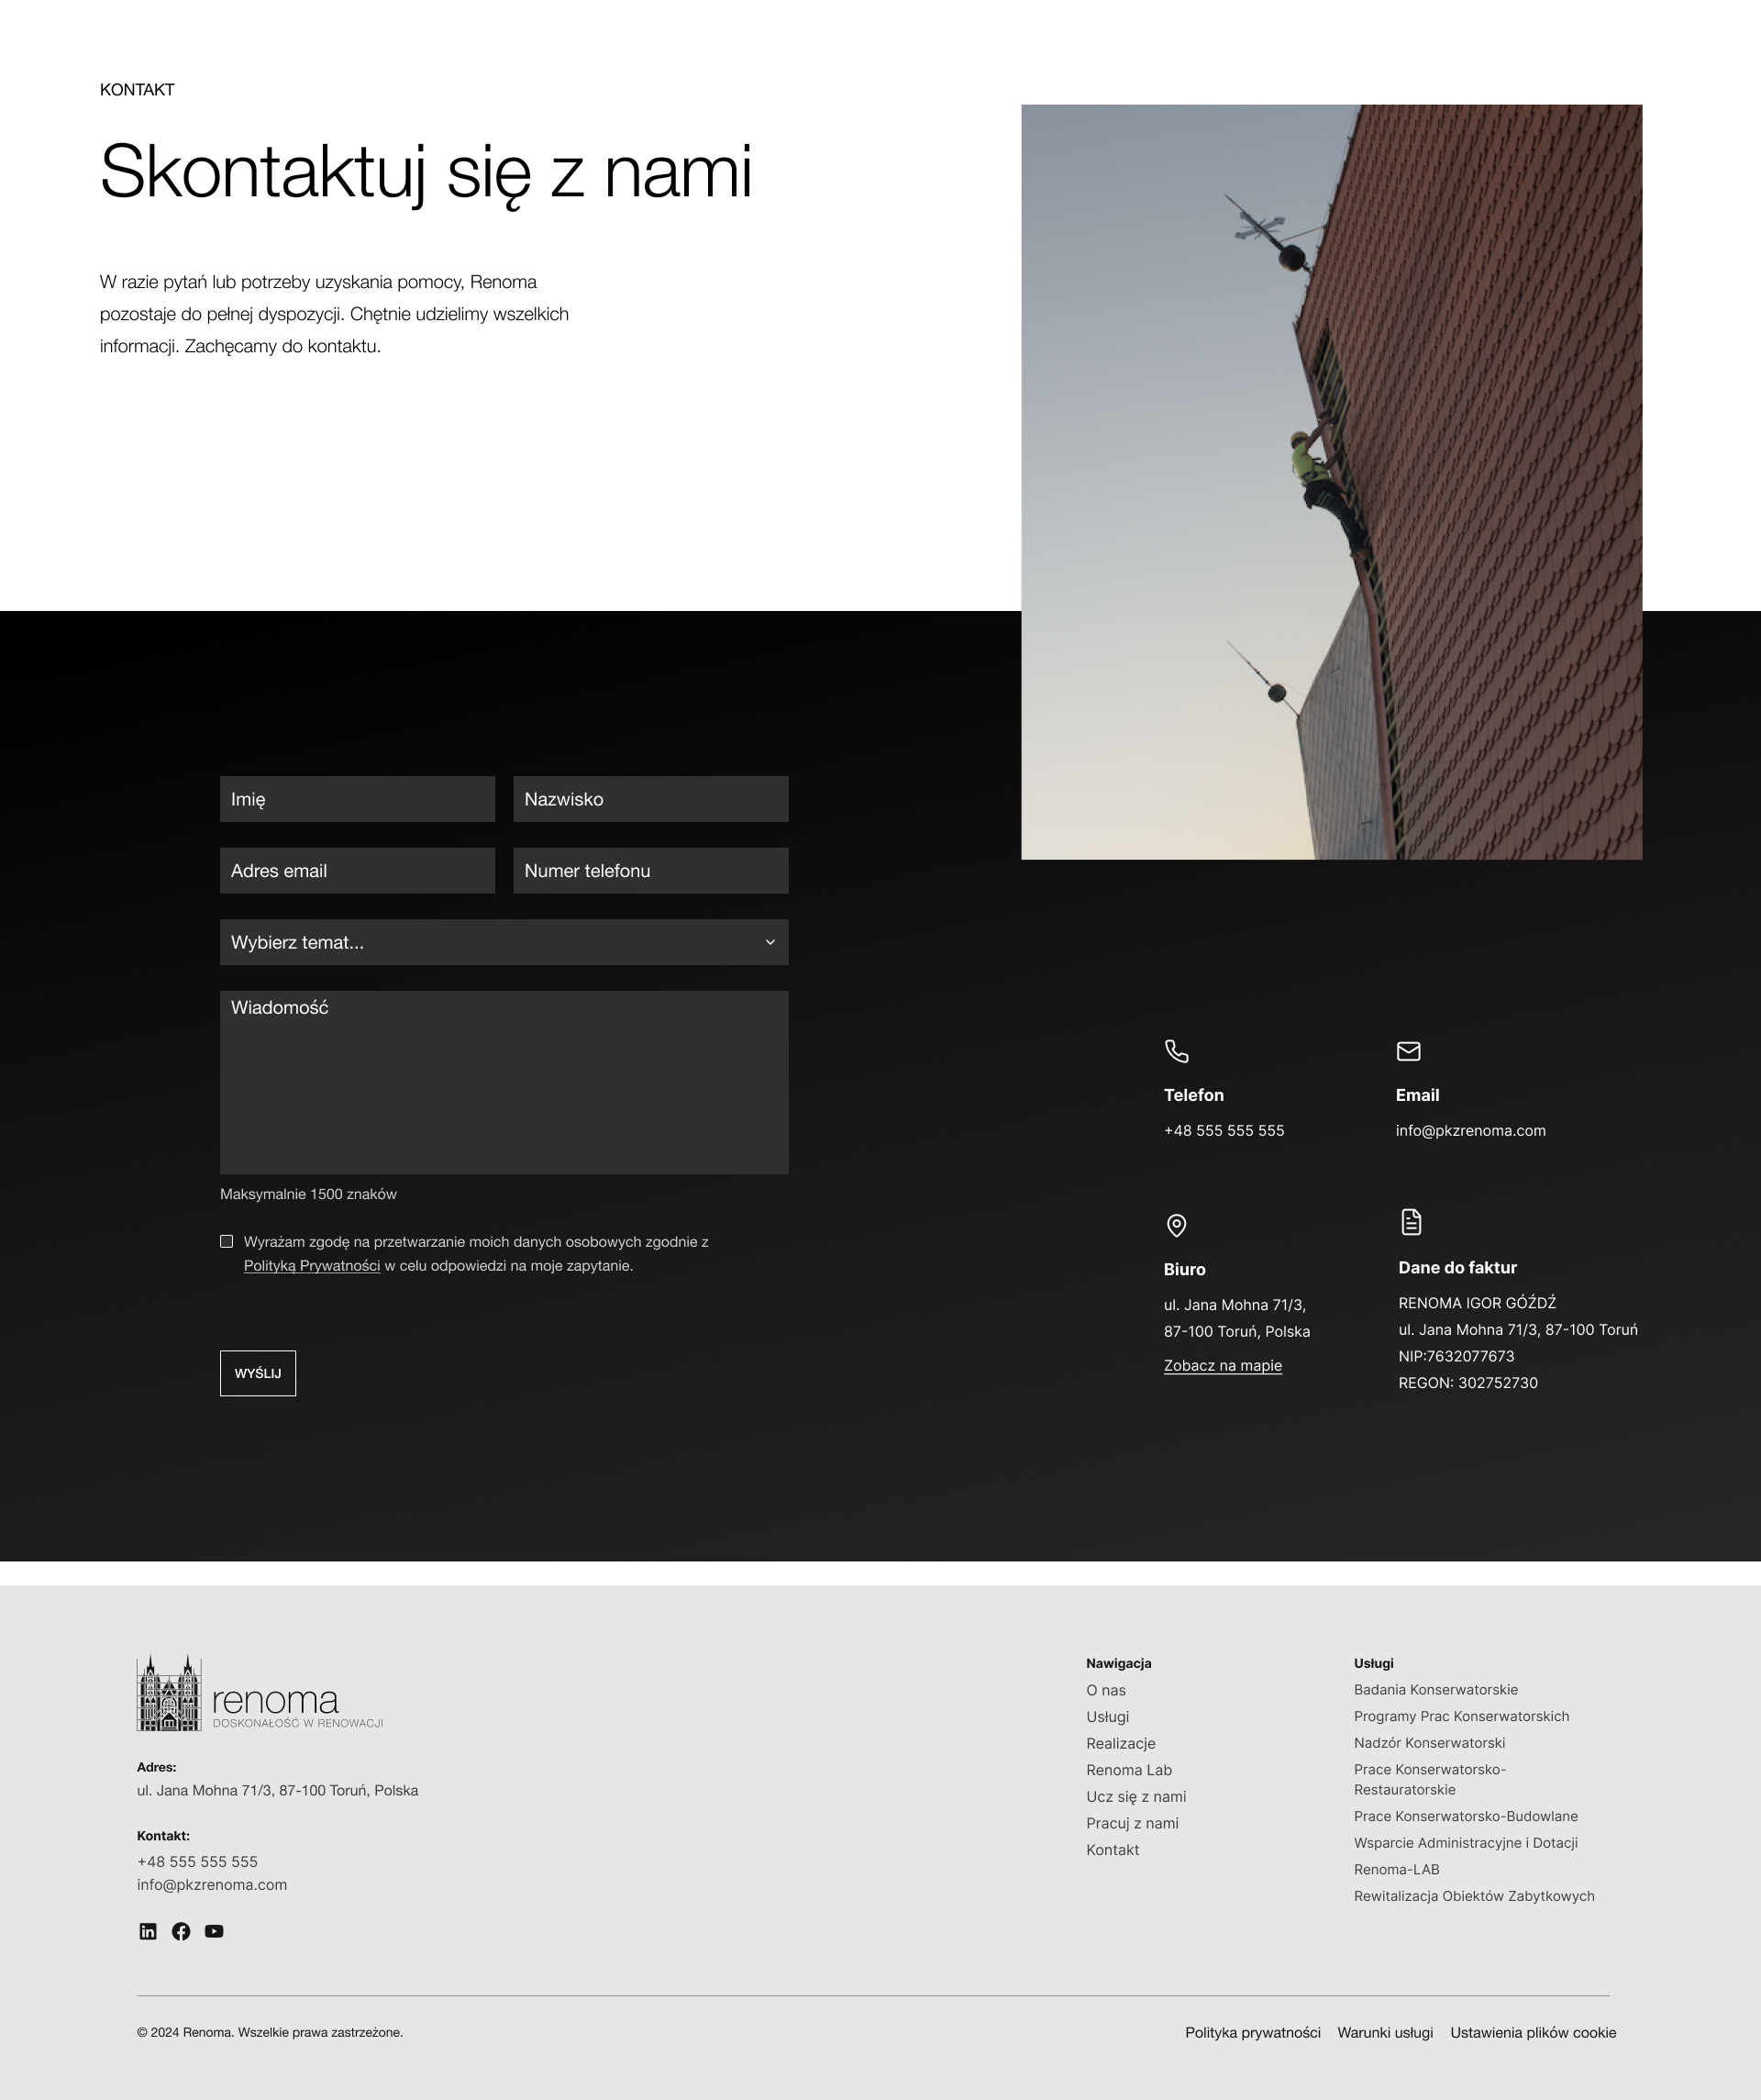 KONTAKT
Skontaktuj się z nami
W razie pytań lub potrzeby uzyskania pomocy, Renoma
pozostaje do pełnej dyspozycji. Chętnie udzielimy wszelkich
informacji. Zachęcamy do kontaktu.
Imię
Nazwisko
Adres email
Numer telefonu
Wybierz temat...
Wiadomość
Maksymalnie 1500 znaków
Wyrażam zgodę na przetwarzanie moich danych osobowych zgodnie z
Polityką Prywatności w celu odpowiedzi na moje zapytanie.
WYŚLIJ
Telefon
+48 555 555 555
Email
info@pkzrenoma.com
Biuro
ul. Jana Mohna 71/3,
87-100 Toruń, Polska
Zobacz na mapie
Dane do faktur
RENOMA IGOR GÓŹDŹ
ul. Jana Mohna 71/3, 87-100 Toruń
NIP:7632077673
REGON: 302752730
renoma
DOSKONAŁOŚĆ W RENOWACJI
Adres:
ul. Jana Mohna 71/3, 87-100 Toruń, Polska
Kontakt:
+48 555 555 555
info@pkzrenoma.com
Nawigacja
O nas
Usługi
Realizacje
Renoma Lab
Ucz się z nami
Pracuj z nami
Kontakt
Usługi
Badania Konserwatorskie
Programy Prac Konserwatorskich
Nadzór Konserwatorski
Prace Konserwatorsko-
Restauratorskie
Prace Konserwatorsko-Budowlane
Wsparcie Administracyjne i Dotacji
Renoma-LAB
Rewitalizacja Obiektów Zabytkowych
© 2024 Renoma. Wszelkie prawa zastrzeżone.
Polityka prywatności
Warunki usługi
Ustawienia plików cookie